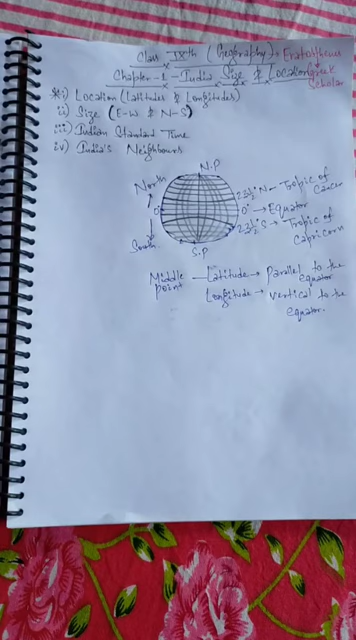 Class IXth (Geography) → Eratosthenes
Greek
Scholar
Chapter-1 - India Size & Location
*i) Location (Latitudes & Longitudes)
ii) Size (E-W & N-S)
iii) Indian Standard Time
iv) India's Neighbours
N.P
North
23½° N → Tropic of Cancer
0° 0° → Equator
23½° S → Tropic of Capricorn
South
S.P
Middle point — Latitude → parallel to the equator
Longitude → vertical to the equator.